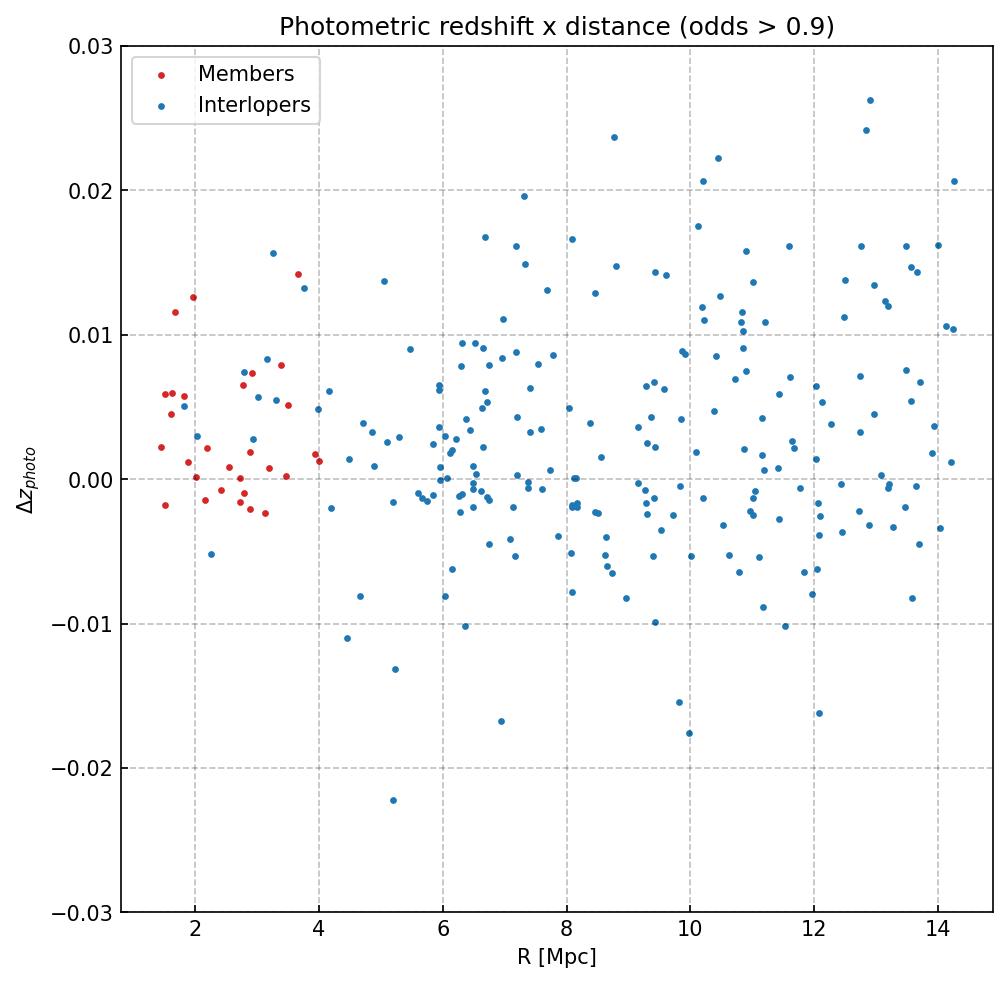 Photometric redshift x distance (odds > 0.9)
Members
Interlopers
0.03
0.02
0.01
0.00
−0.01
−0.02
−0.03
Δz_photo
2 4 6 8 10 12 14
R [Mpc]